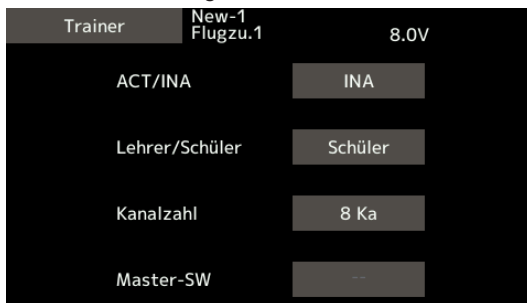 Trainer
New-1
Flugzu.1
8.0V
ACT/INA
INA
Lehrer/Schüler
Schüler
Kanalzahl
8 Ka
Master-SW
--